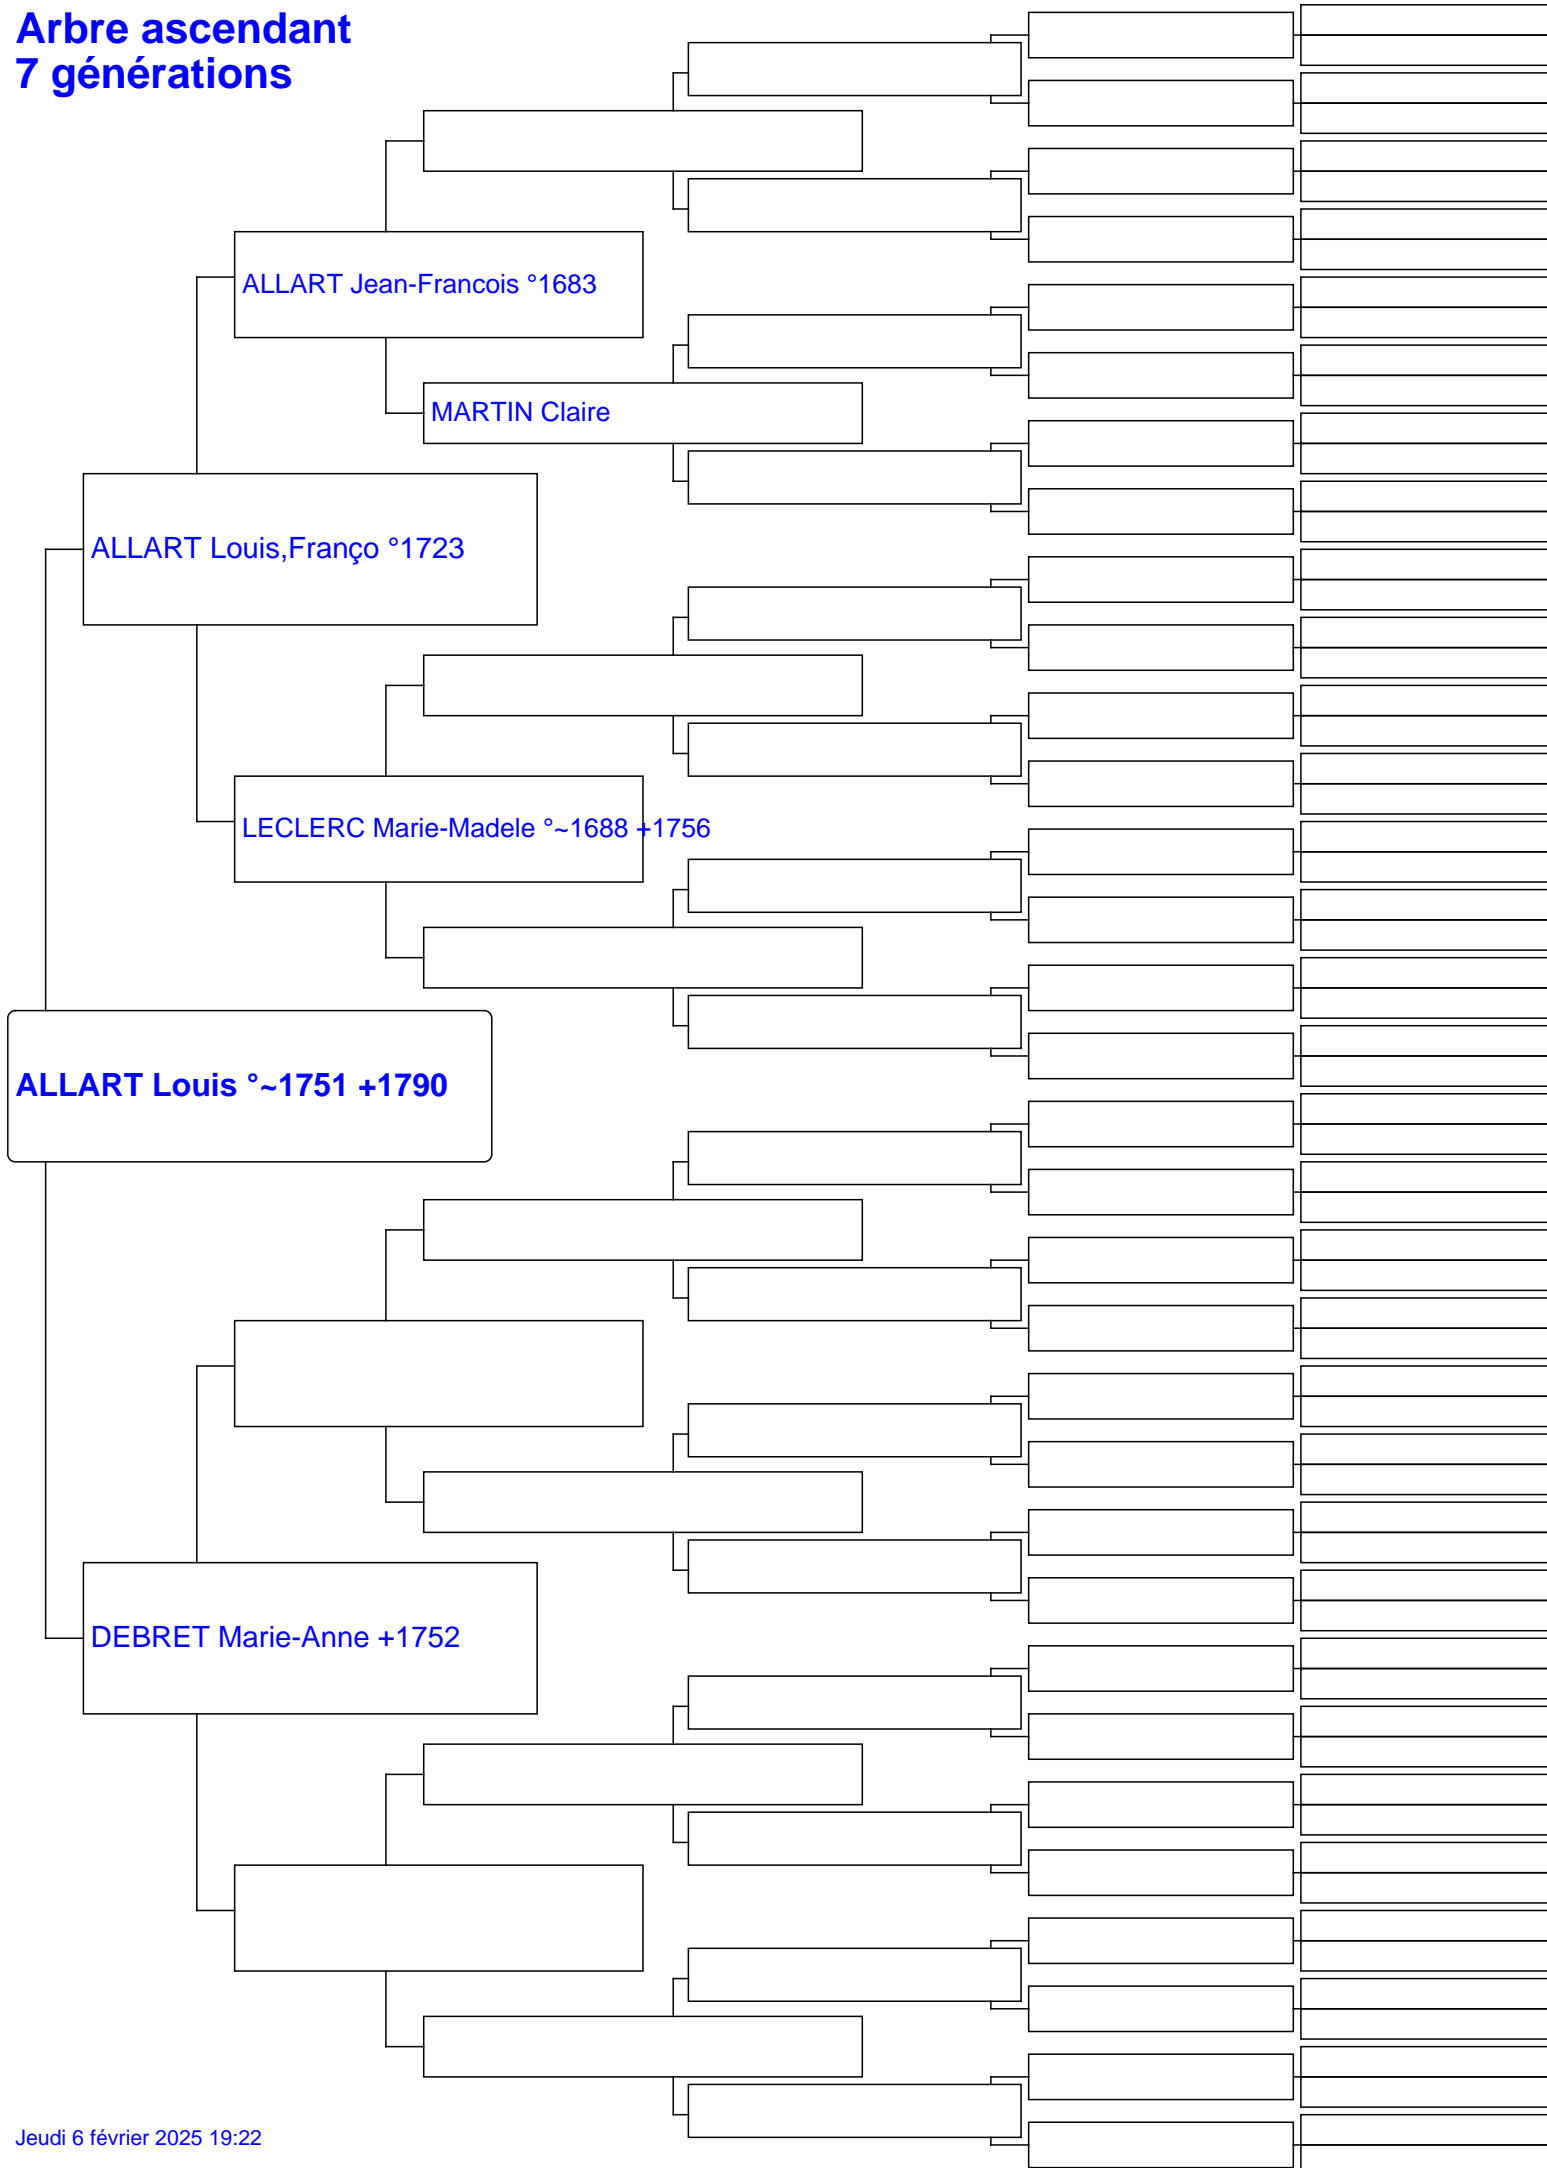 Arbre ascendant
7 générations
ALLART Jean-Francois °1683
MARTIN Claire
ALLART Louis,Franço °1723
LECLERC Marie-Madele °~1688 +1756
ALLART Louis °~1751 +1790
DEBRET Marie-Anne +1752
Jeudi 6 février 2025 19:22